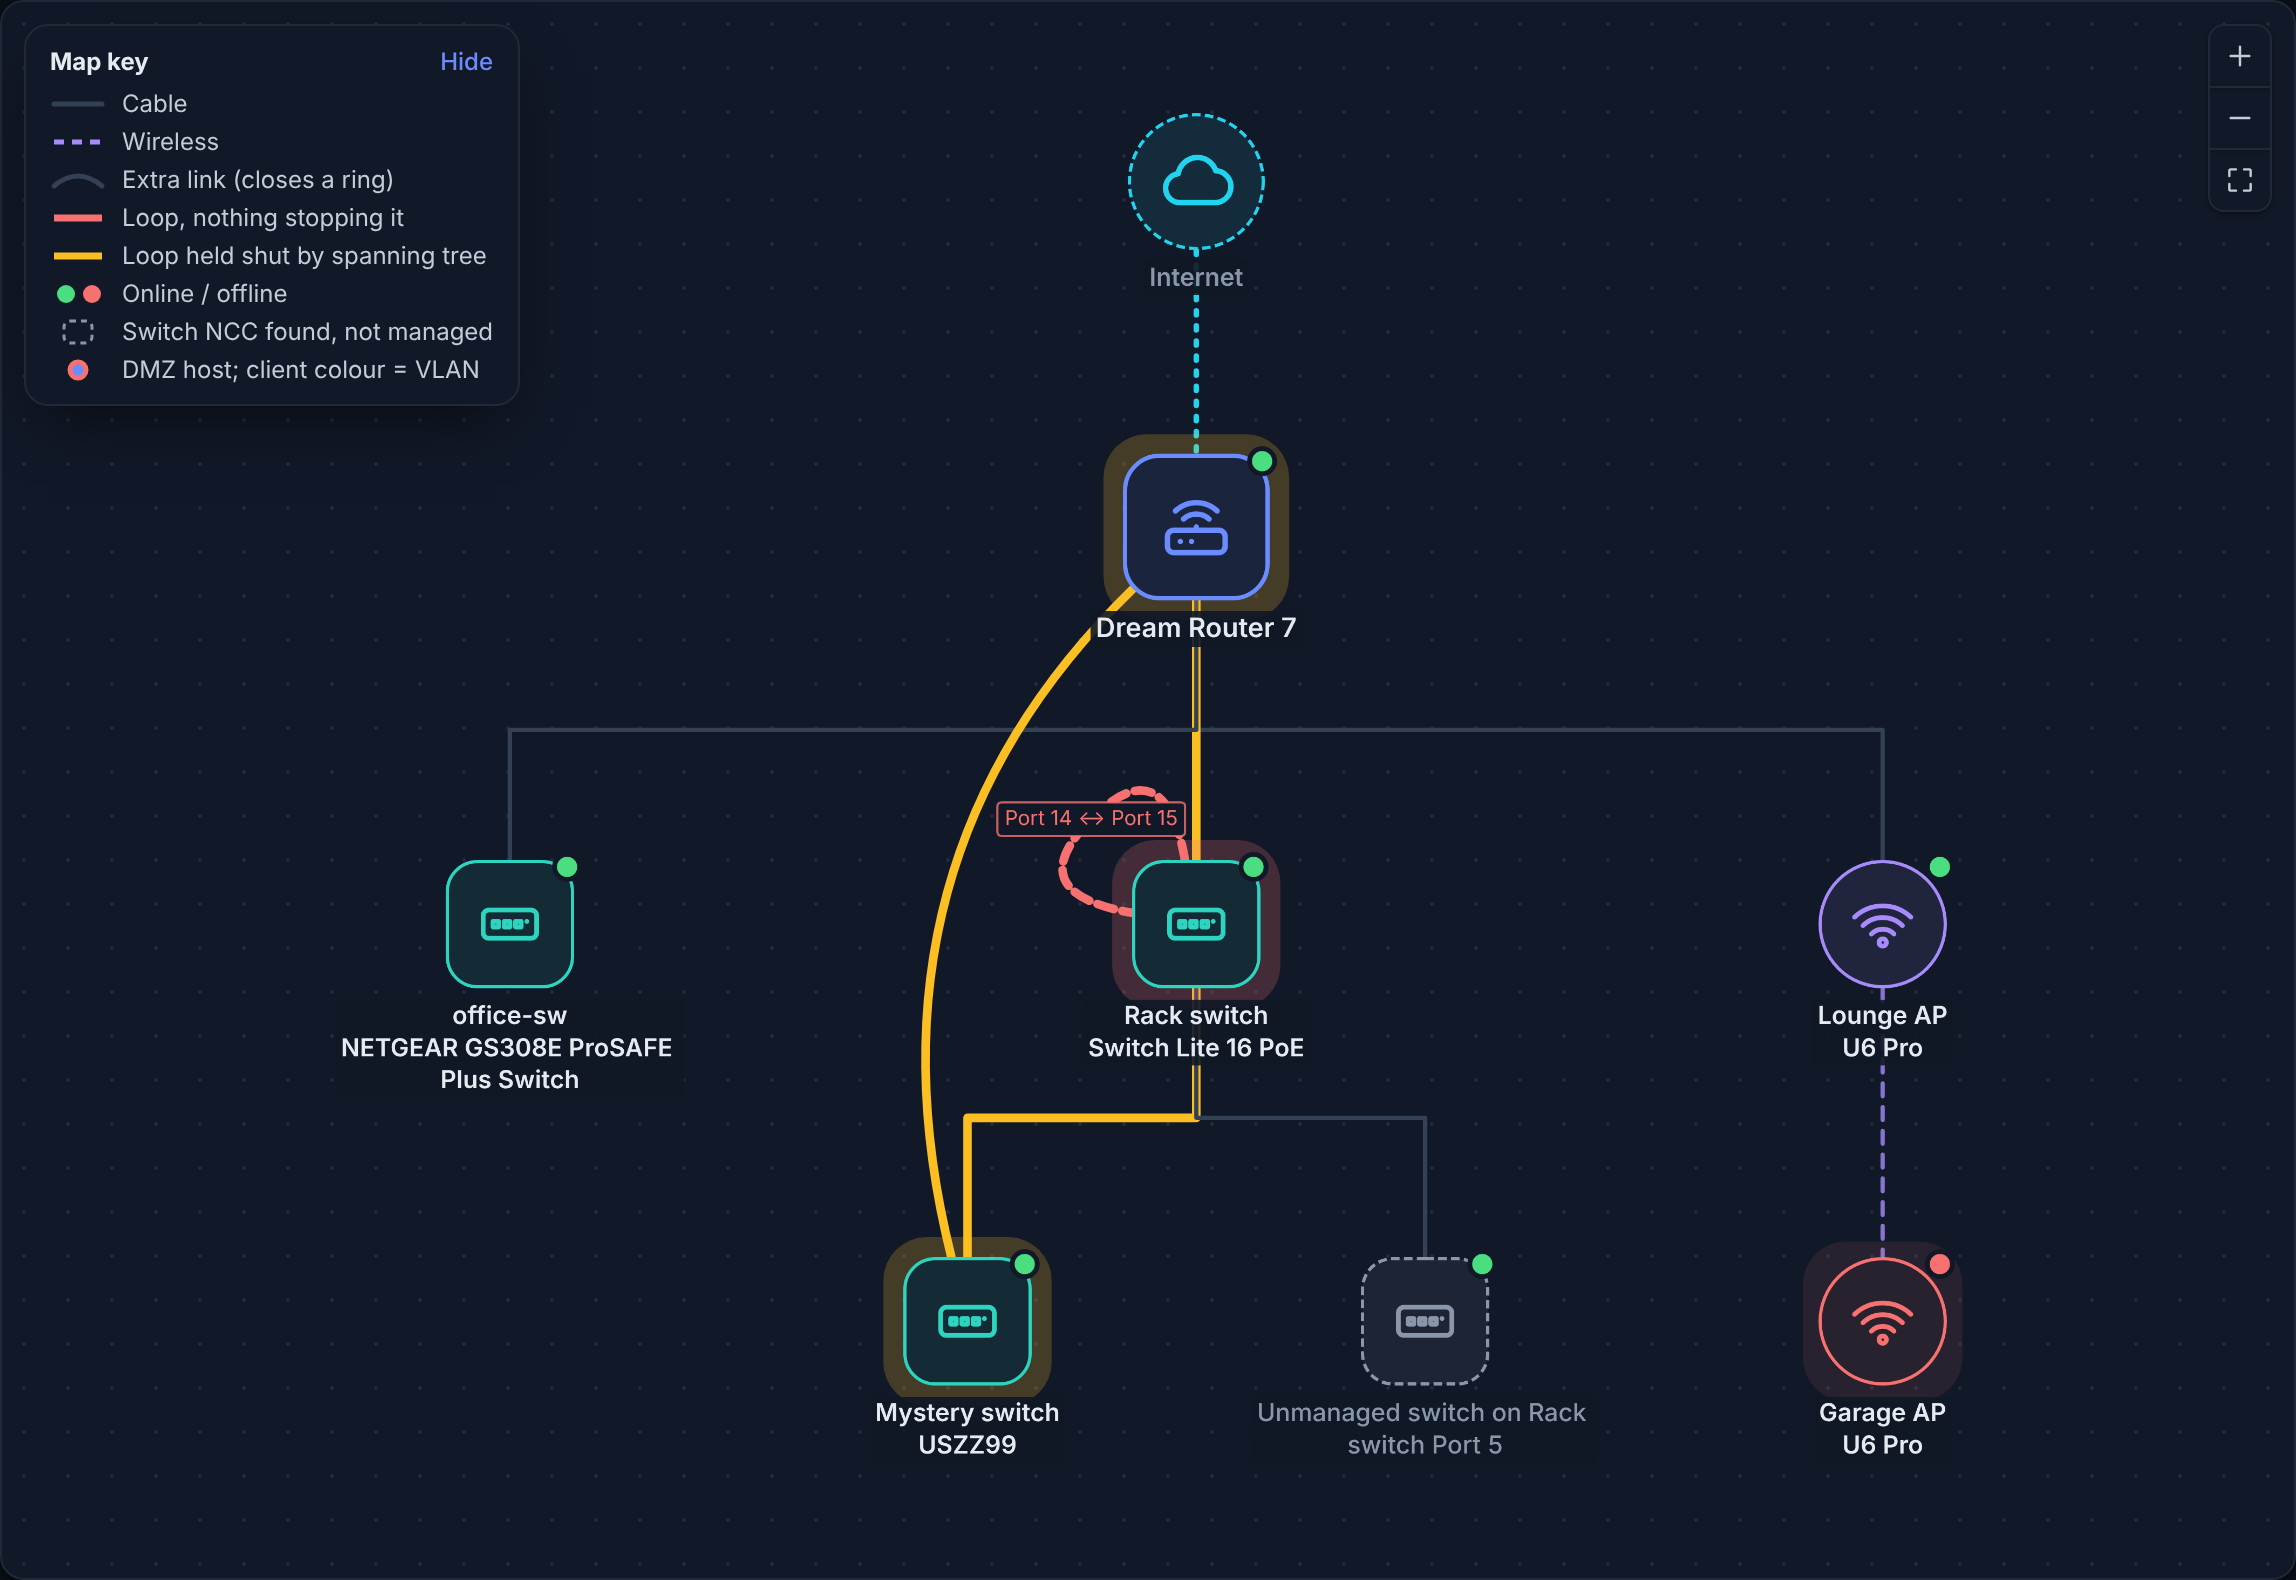 Map key
Hide
Cable
Wireless
Extra link (closes a ring)
Loop, nothing stopping it
Loop held shut by spanning tree
Online / offline
Switch NCC found, not managed
DMZ host; client colour = VLAN
Internet
Dream Router 7
Port 14 ↔ Port 15
office-sw
NETGEAR GS308E ProSAFE
Plus Switch
Rack switch
Switch Lite 16 PoE
Lounge AP
U6 Pro
Mystery switch
USZZ99
Unmanaged switch on Rack
switch Port 5
Garage AP
U6 Pro